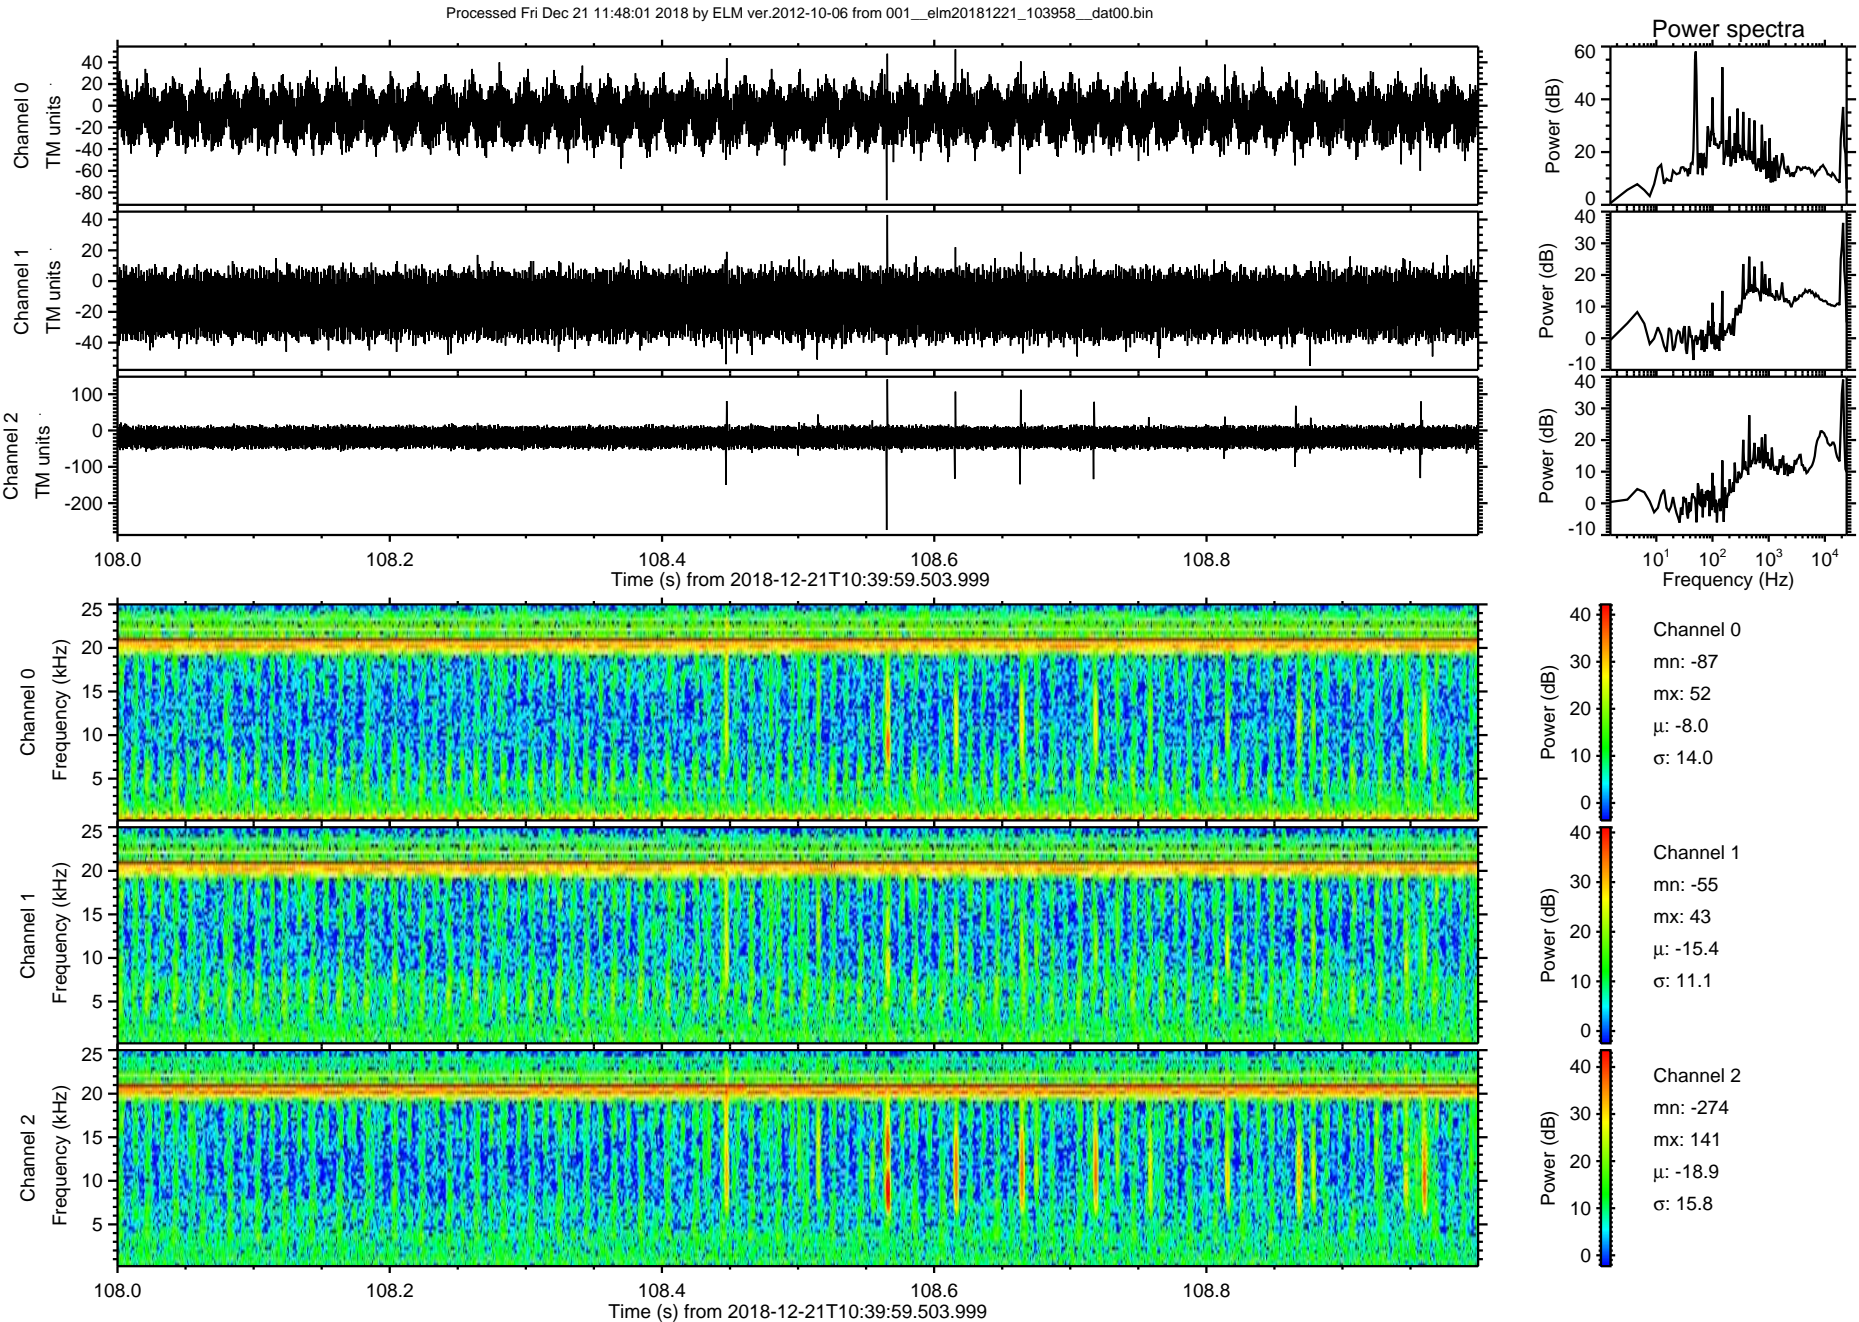 Processed Fri Dec 21 11:48:01 2018 by ELM ver.2012-10-06 from 001__elm20181221_103958__dat00.bin
Power spectra
Channel 0
TM units
40
20
0
-20
-40
-60
-80
Power (dB)
60
40
20
0
Channel 1
TM units
40
20
0
-20
-40
Power (dB)
40
30
20
10
0
-10
Channel 2
TM units
100
0
-100
-200
Power (dB)
40
30
20
10
0
-10
108.0 108.2 108.4 108.6 108.8
Time (s) from 2018-12-21T10:39:59.503.999
10^1 10^2 10^3 10^4
Frequency (Hz)
Channel 0
Frequency (kHz)
25
20
15
10
5
Power (dB)
40
30
20
10
0
Channel 0
mn: -87
mx: 52
μ: -8.0
σ: 14.0
Channel 1
Frequency (kHz)
25
20
15
10
5
Power (dB)
40
30
20
10
0
Channel 1
mn: -55
mx: 43
μ: -15.4
σ: 11.1
Channel 2
Frequency (kHz)
25
20
15
10
5
Power (dB)
40
30
20
10
0
Channel 2
mn: -274
mx: 141
μ: -18.9
σ: 15.8
108.0 108.2 108.4 108.6 108.8
Time (s) from 2018-12-21T10:39:59.503.999